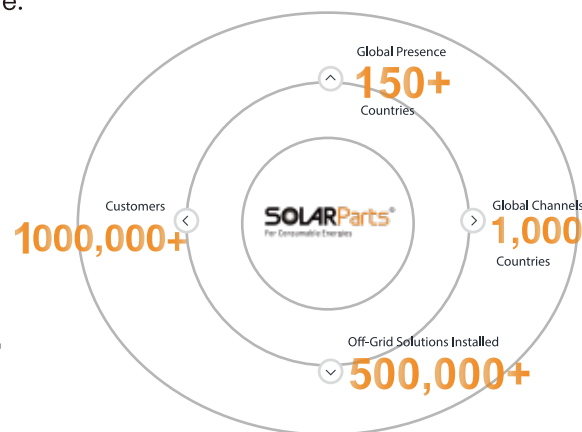 e.
Global Presence
150+
Countries
Customers
1000,000+
SOLARParts®
For Consumable Energies
Global Channels
1,000
Countries
Off-Grid Solutions Installed
500,000+